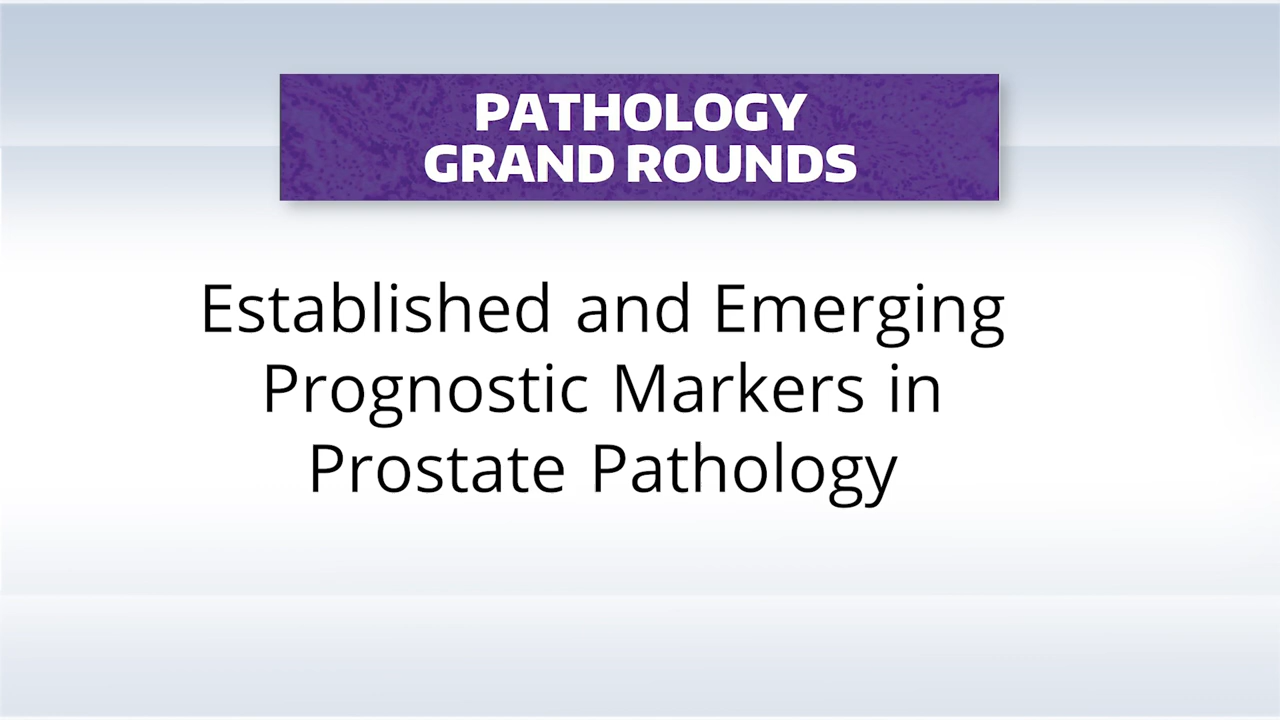 PATHOLOGY
GRAND ROUNDS
Established and Emerging
Prognostic Markers in
Prostate Pathology